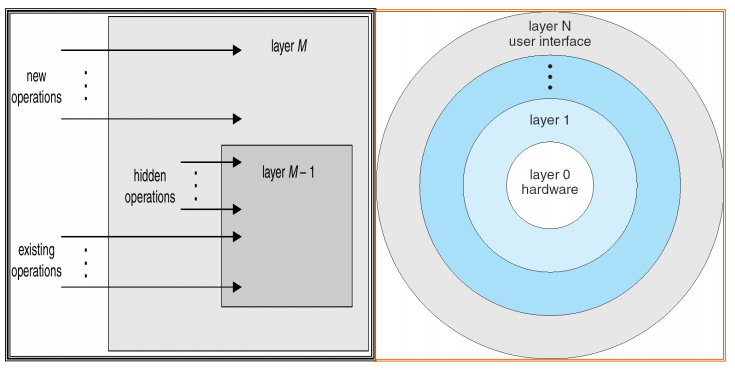 layer M
new
operations
hidden
operations
layer M – 1
existing
operations
layer N
user interface
layer 1
layer 0
hardware